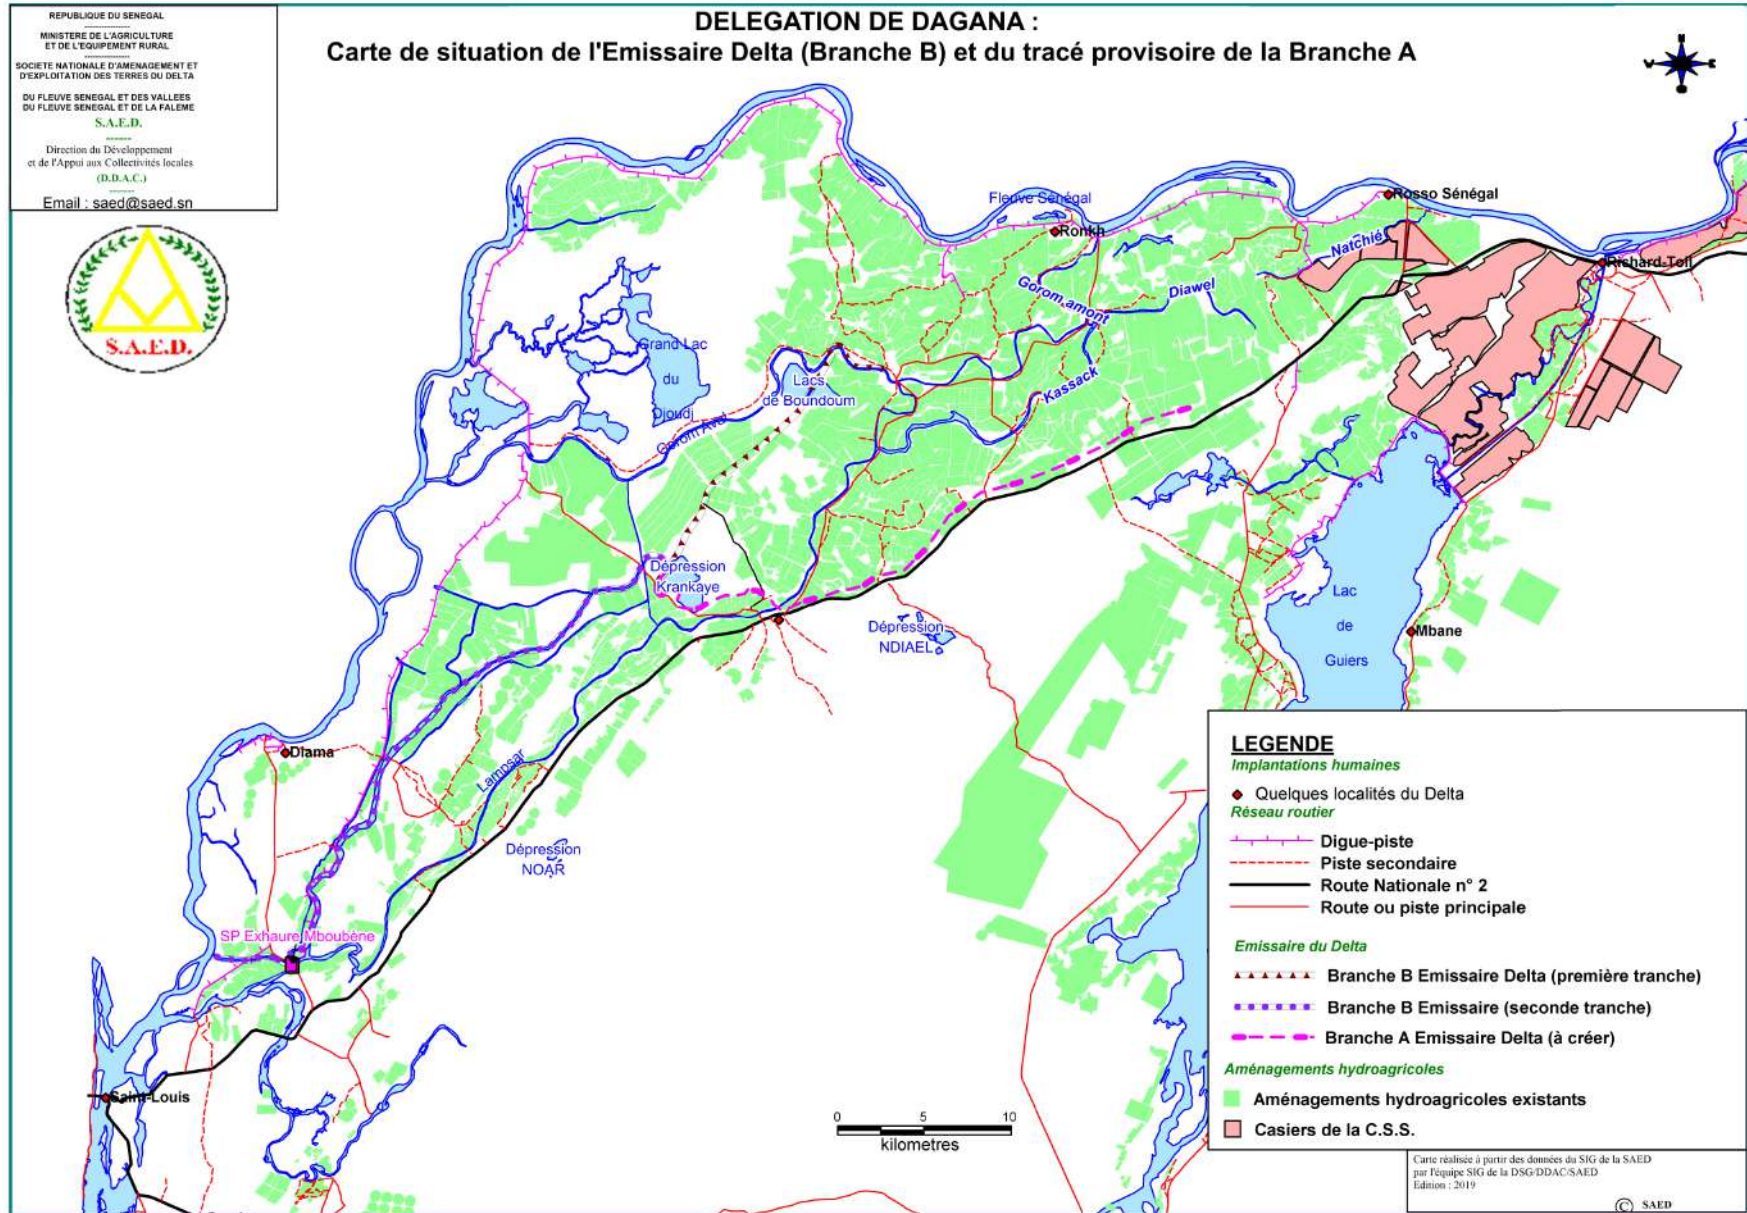 REPUBLIQUE DU SENEGAL
MINISTERE DE L'AGRICULTURE
ET DE L'EQUIPEMENT RURAL
SOCIETE NATIONALE D'AMENAGEMENT ET
D'EXPLOITATION DES TERRES DU DELTA
DU FLEUVE SENEGAL ET DES VALLEES
DU FLEUVE SENEGAL ET DE LA FALEME
S.A.E.D.
Direction du Développement
et de l'Appui aux Collectivités locales
(D.D.A.C.)
Email : saed@saed.sn
S.A.E.D.
DELEGATION DE DAGANA :
Carte de situation de l'Emissaire Delta (Branche B) et du tracé provisoire de la Branche A
N
W
E
S
Fleuve Sénégal
Ronkh
Rosso Sénégal
Natchié
Richard-Toll
Gorom amont
Diawel
Kassack
Grand Lac
du
Djoudj
Lacs
de Boundoum
Gorom Aval
Dépression
Krankaye
Dépression
NDIAEL
Lac
de
Guiers
Mbane
Diama
Lampsar
Dépression
NOAR
SP Exhaure Mboubène
Saint-Louis
0 5 10
kilometres
LEGENDE
Implantations humaines
Quelques localités du Delta
Réseau routier
Digue-piste
Piste secondaire
Route Nationale n° 2
Route ou piste principale
Emissaire du Delta
Branche B Emissaire Delta (première tranche)
Branche B Emissaire (seconde tranche)
Branche A Emissaire Delta (à créer)
Aménagements hydroagricoles
Aménagements hydroagricoles existants
Casiers de la C.S.S.
Carte réalisée à partir des données du SIG de la SAED
par l'équipe SIG de la DSG/DDAC/SAED
Edition : 2019
© SAED